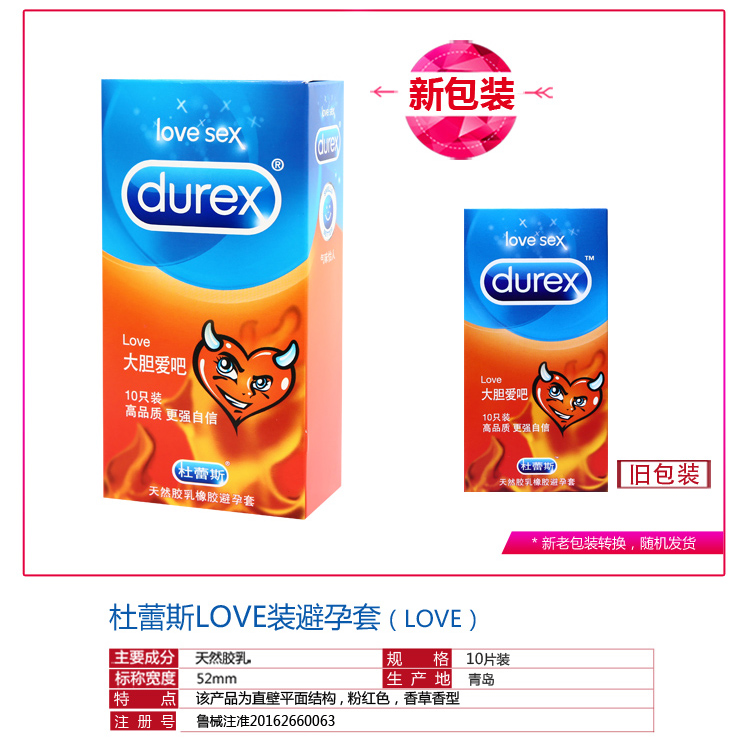 新包装
love sex
durex®
durex
Love
大胆爱吧
10只装
高品质 更强自信
杜蕾斯®
天然胶乳橡胶避孕套
love sex
durex™
Love
大胆爱吧
10只装
高品质 更强自信
杜蕾斯®
天然胶乳橡胶避孕套
旧包装
* 新老包装转换，随机发货
杜蕾斯LOVE装避孕套（LOVE）
主要成分 天然胶乳 规 格 10片装
标称宽度 52mm 生 产 地 青岛
特 点 该产品为直壁平面结构，粉红色，香草香型
注 册 号 鲁械注准20162660063